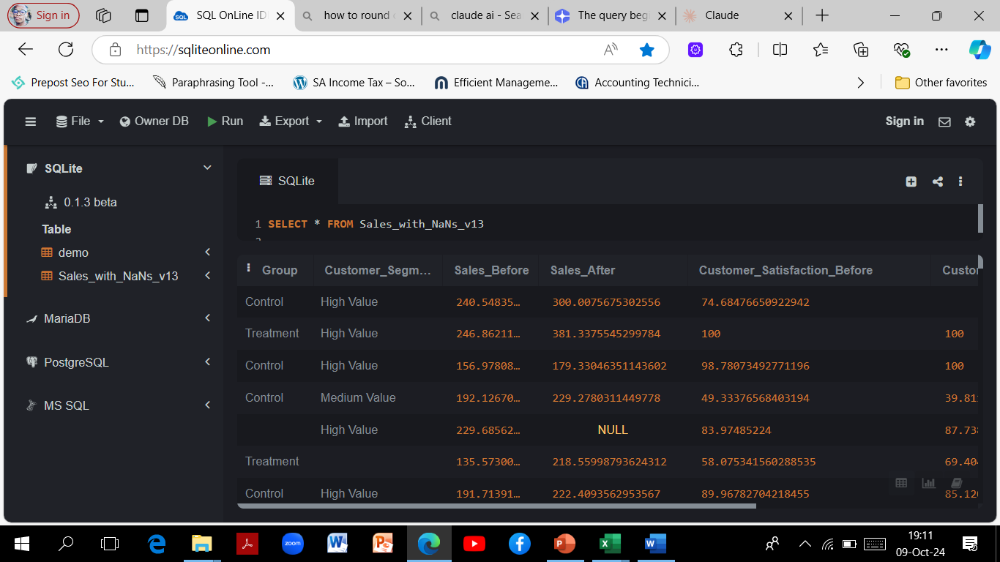 Sign in
SQL OnLine ID
how to round
claude ai - Sea
The query beg
Claude
https://sqliteonline.com
Prepost Seo For Stu...
Paraphrasing Tool -...
SA Income Tax – So...
Efficient Manageme...
Accounting Technici...
Other favorites
File
Owner DB
Run
Export
Import
Client
Sign in
SQLite
0.1.3 beta
Table
demo
Sales_with_NaNs_v13
MariaDB
PostgreSQL
MS SQL
SQLite
1 SELECT * FROM Sales_with_NaNs_v13
Group Customer_Segm... Sales_Before Sales_After Customer_Satisfaction_Before Custor
Control High Value 240.54835... 300.0075675302556 74.68476650922942
Treatment High Value 246.86211... 381.3375545299784 100 100
Control High Value 156.97808... 179.33046351143602 98.78073492771196 100
Control Medium Value 192.12670... 229.2780311449778 49.33376568403194 39.81
High Value 229.68562... NULL 83.97485224 87.73
Treatment 135.57300... 218.55998793624312 58.075341560288535 69.40
Control High Value 191.71391... 222.4093562953567 89.96782704218455 85.12
zoom
19:11
09-Oct-24